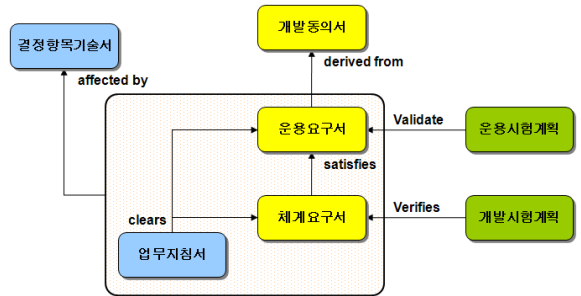 개발동의서
결정항목기술서
derived from
affected by
운용요구서
Validate
운용시험계획
satisfies
체계요구서
Verifies
개발시험계획
clears
업무지침서